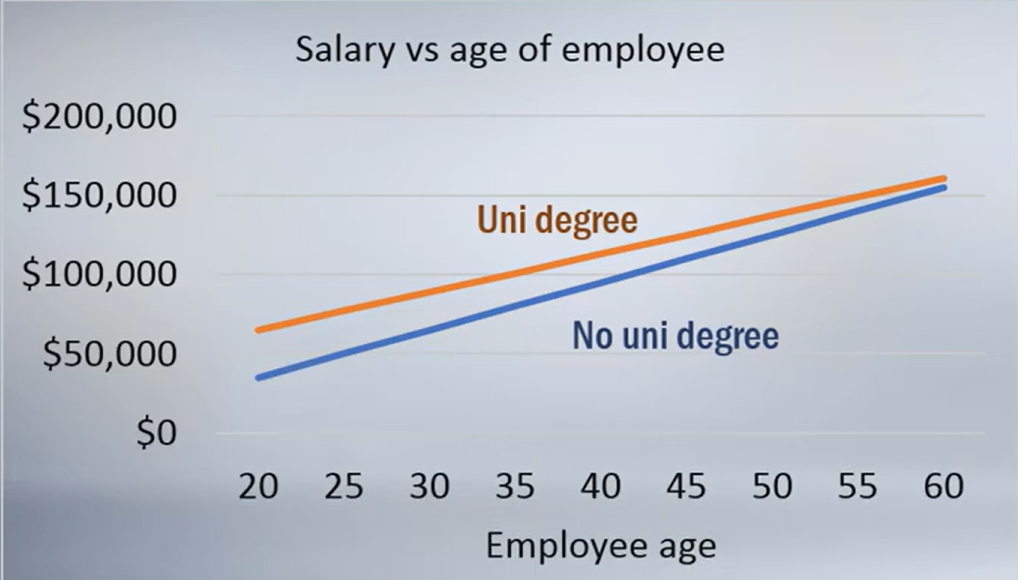 Salary vs age of employee
$200,000
$150,000
Uni degree
$100,000
No uni degree
$50,000
$0
20 25 30 35 40 45 50 55 60
Employee age